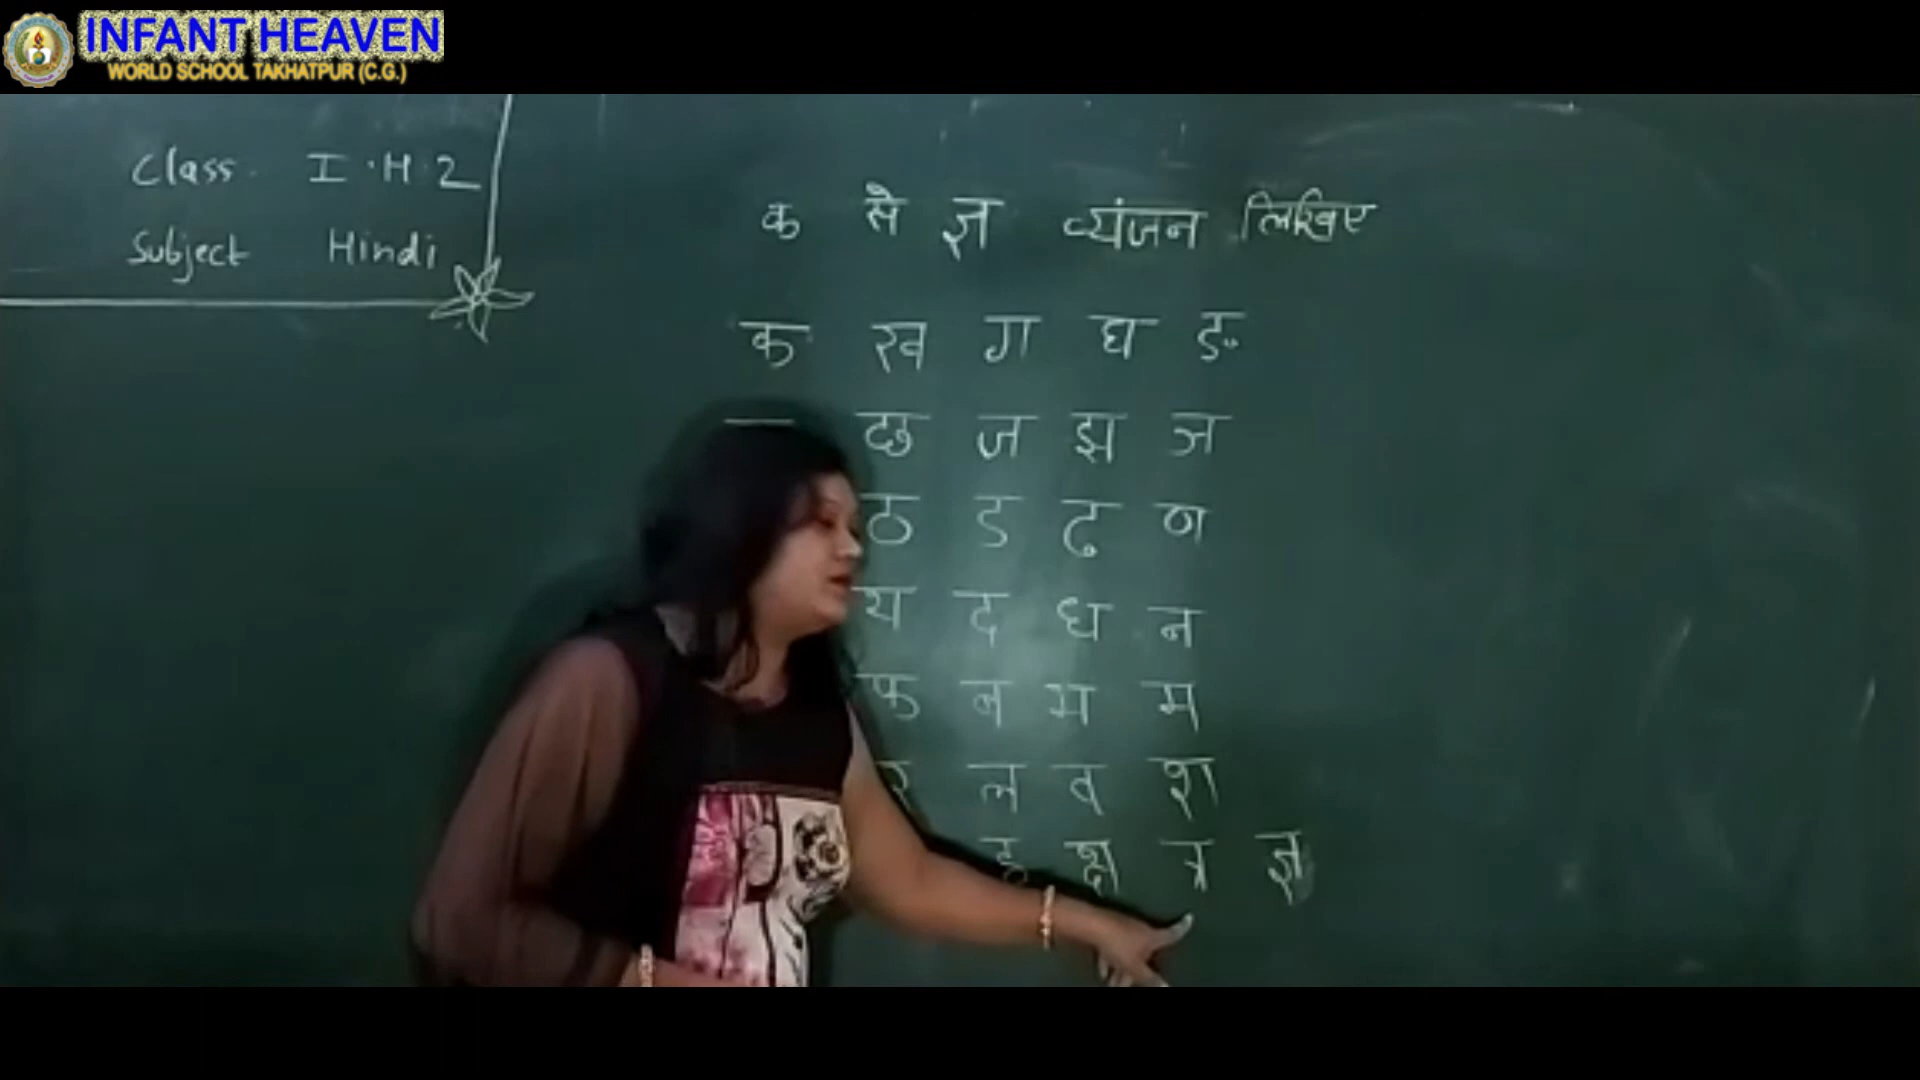 INFANT HEAVEN
WORLD SCHOOL TAKHATPUR (C.G.)
Class. I.H.2
Subject Hindi
क से ज्ञ व्यंजन लिखिए
क ख ग घ ङ
छ ज झ ञ
ठ ड ढ ण
थ द ध न
फ ब भ म
र ल व श
ह क्ष त्र ज्ञ